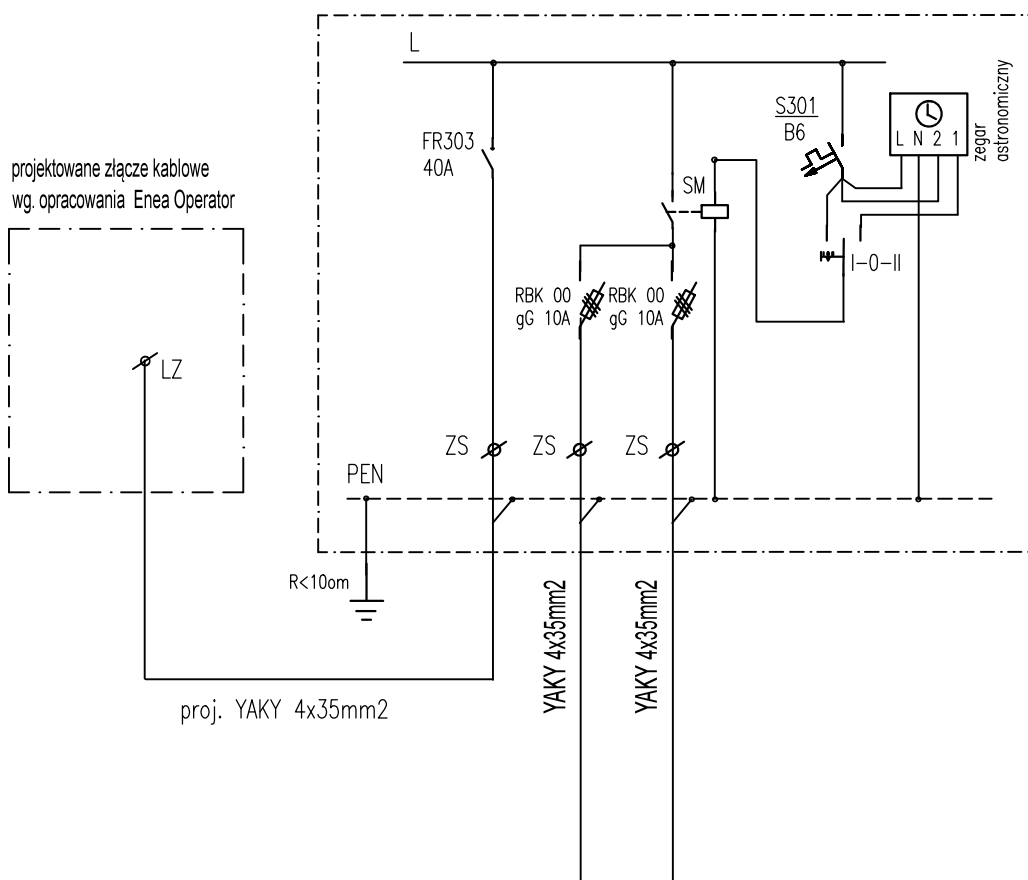 L
S301
B6
L N 2 1
zegar
astronomiczny
FR303
40A
projektowane złącze kablowe
wg. opracowania Enea Operator
SM
I-0-II
RBK 00
gG 10A
RBK 00
gG 10A
LZ
ZS
ZS
ZS
PEN
R<10om
YAKY 4x35mm2
YAKY 4x35mm2
proj. YAKY 4x35mm2